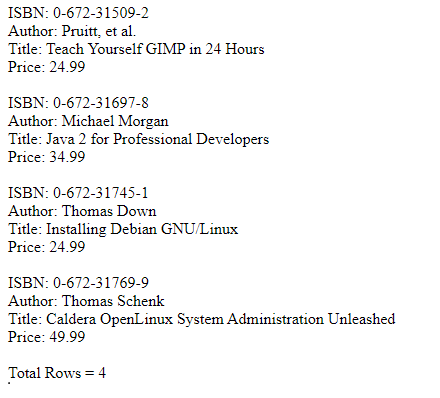 ISBN: 0-672-31509-2
Author: Pruitt, et al.
Title: Teach Yourself GIMP in 24 Hours
Price: 24.99
ISBN: 0-672-31697-8
Author: Michael Morgan
Title: Java 2 for Professional Developers
Price: 34.99
ISBN: 0-672-31745-1
Author: Thomas Down
Title: Installing Debian GNU/Linux
Price: 24.99
ISBN: 0-672-31769-9
Author: Thomas Schenk
Title: Caldera OpenLinux System Administration Unleashed
Price: 49.99
Total Rows = 4